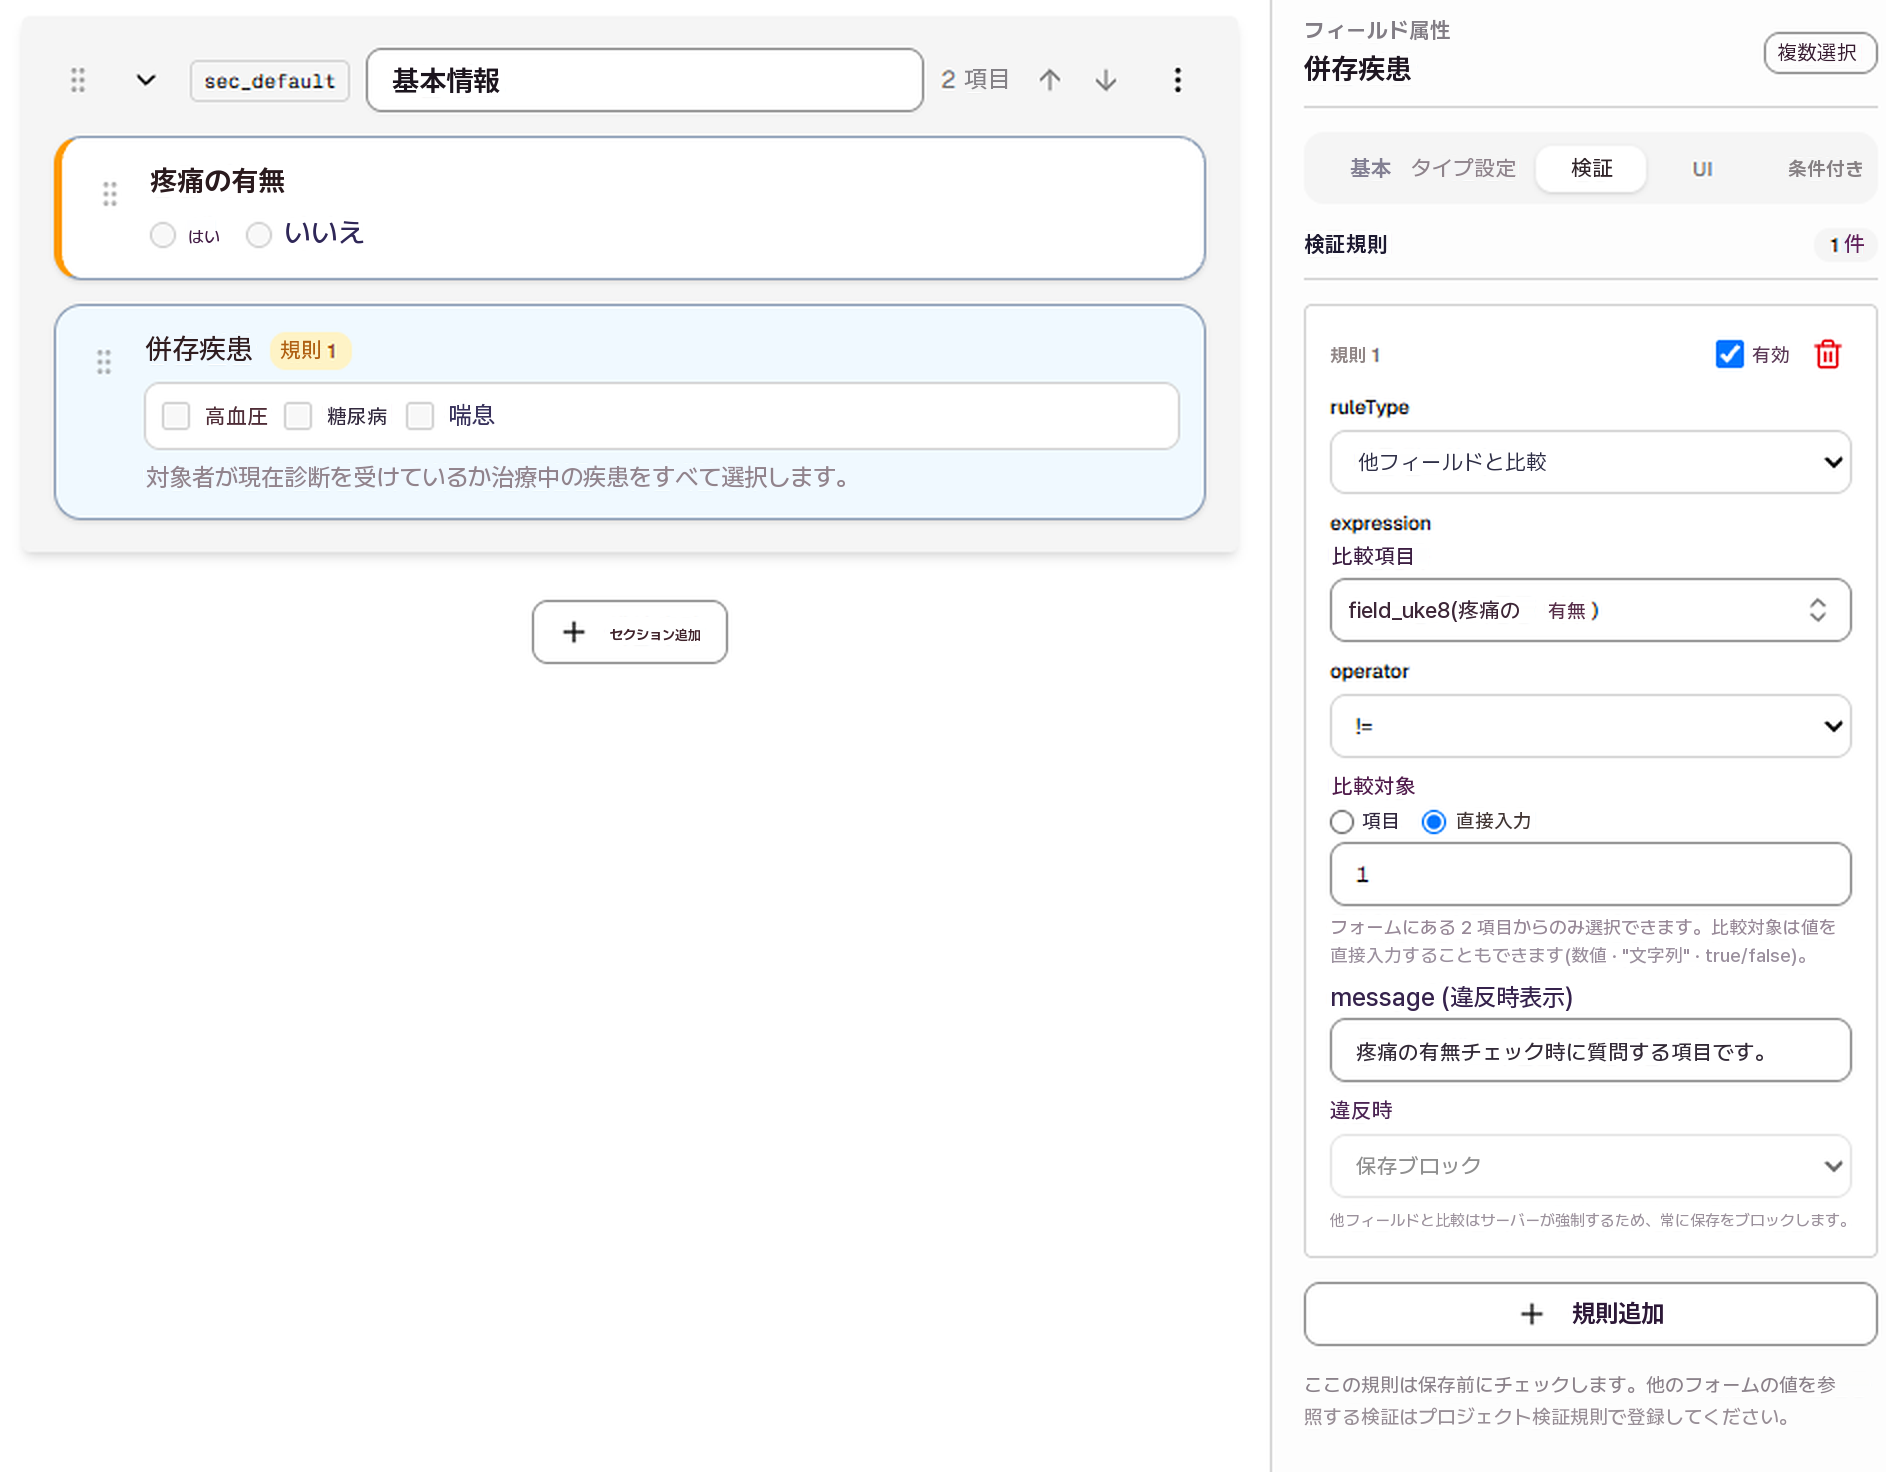 sec_default 基本情報 2 項目
疼痛の有無
はい いいえ
併存疾患 規則 1
高血圧 糖尿病 喘息
対象者が現在診断を受けているか治療中の疾患をすべて選択します。
+ セクション追加
フィールド属性
併存疾患 複数選択
基本 タイプ設定 検証 UI 条件付き
検証規則 1 件
規則 1 有効
ruleType
他フィールドと比較
expression
比較項目
field_uke8(疼痛の 有無 )
operator
!=
比較対象
項目 直接入力
1
フォームにある 2 項目からのみ選択できます。比較対象は値を
直接入力することもできます(数値 · "文字列" · true/false)。
message (違反時表示)
疼痛の有無チェック時に質問する項目です。
違反時
保存ブロック
他フィールドと比較はサーバーが強制するため、常に保存をブロックします。
+ 規則追加
ここの規則は保存前にチェックします。他のフォームの値を参
照する検証はプロジェクト検証規則で登録してください。